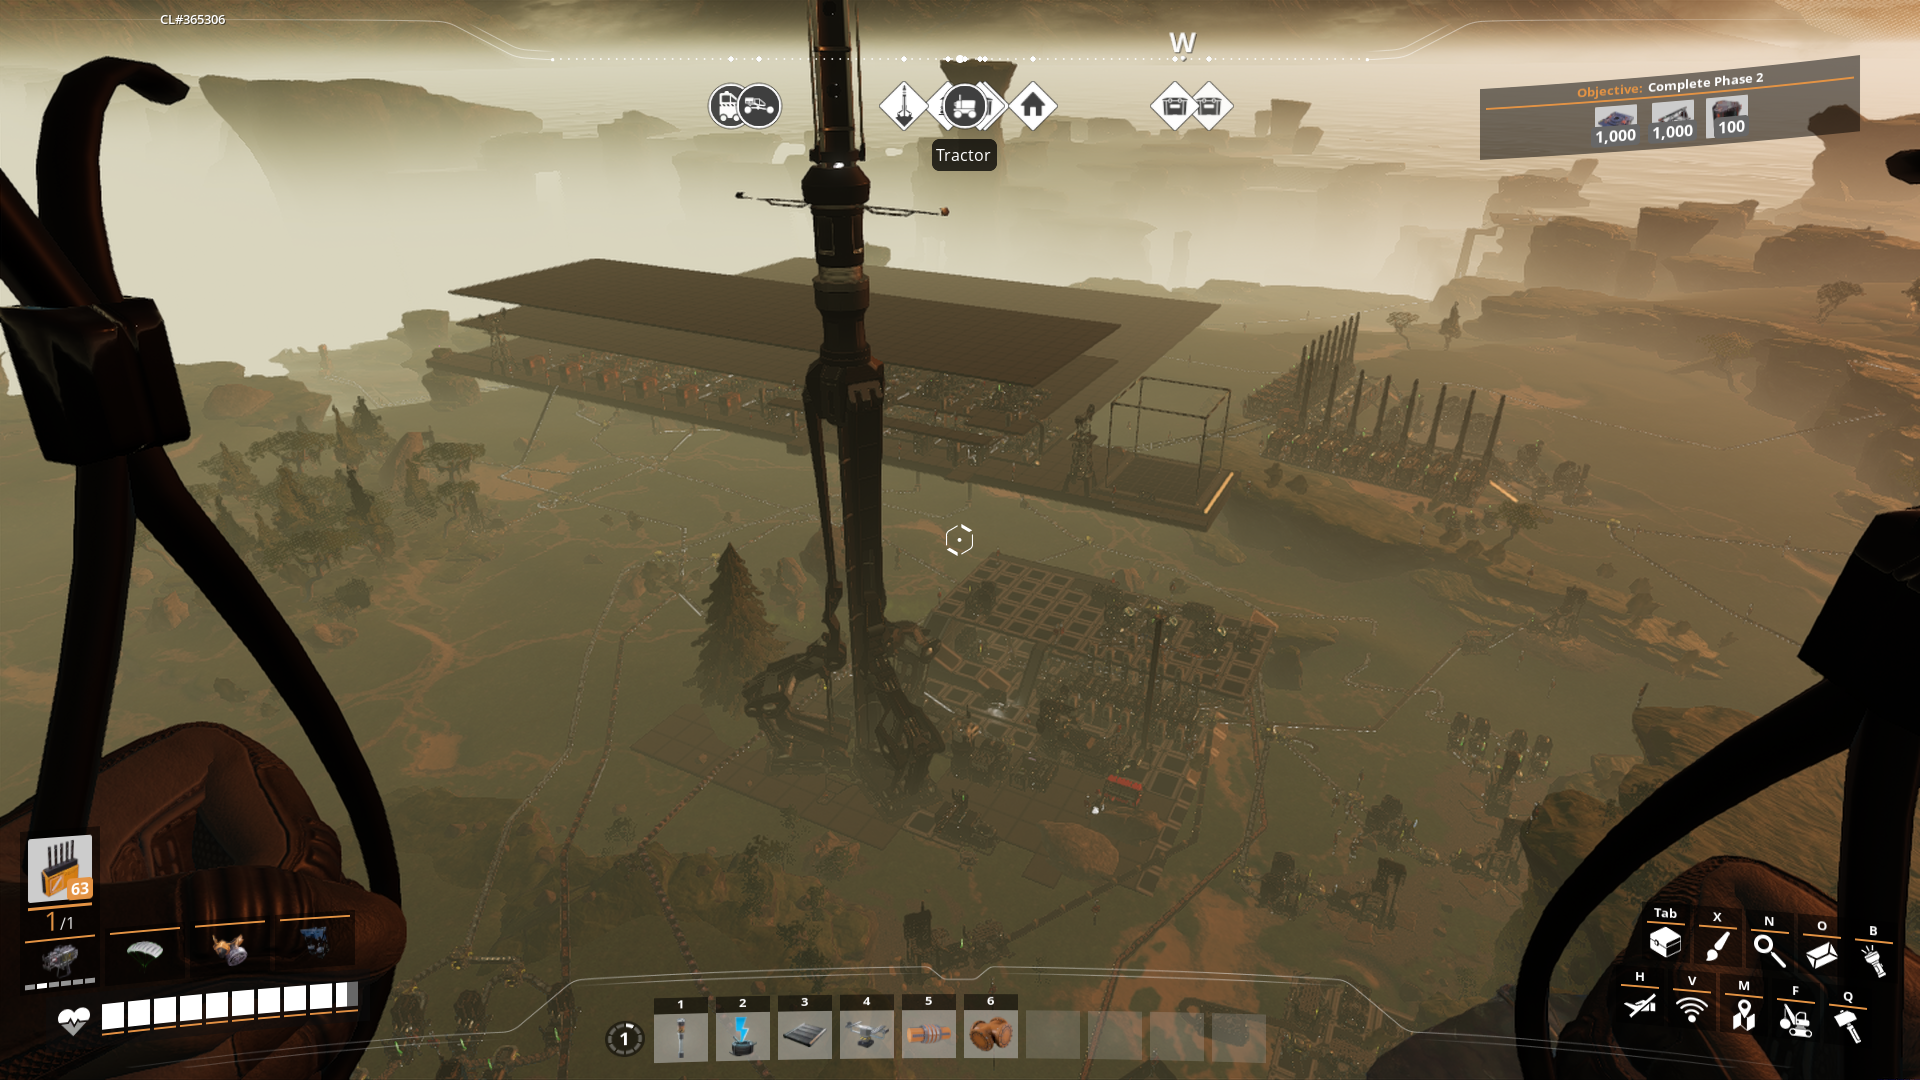 CL#365306
W
Tractor
Objective: Complete Phase 2
1,000
1,000
100
63
1/1
1
1
2
3
4
5
6
Tab
X
N
O
B
H
V
M
F
Q